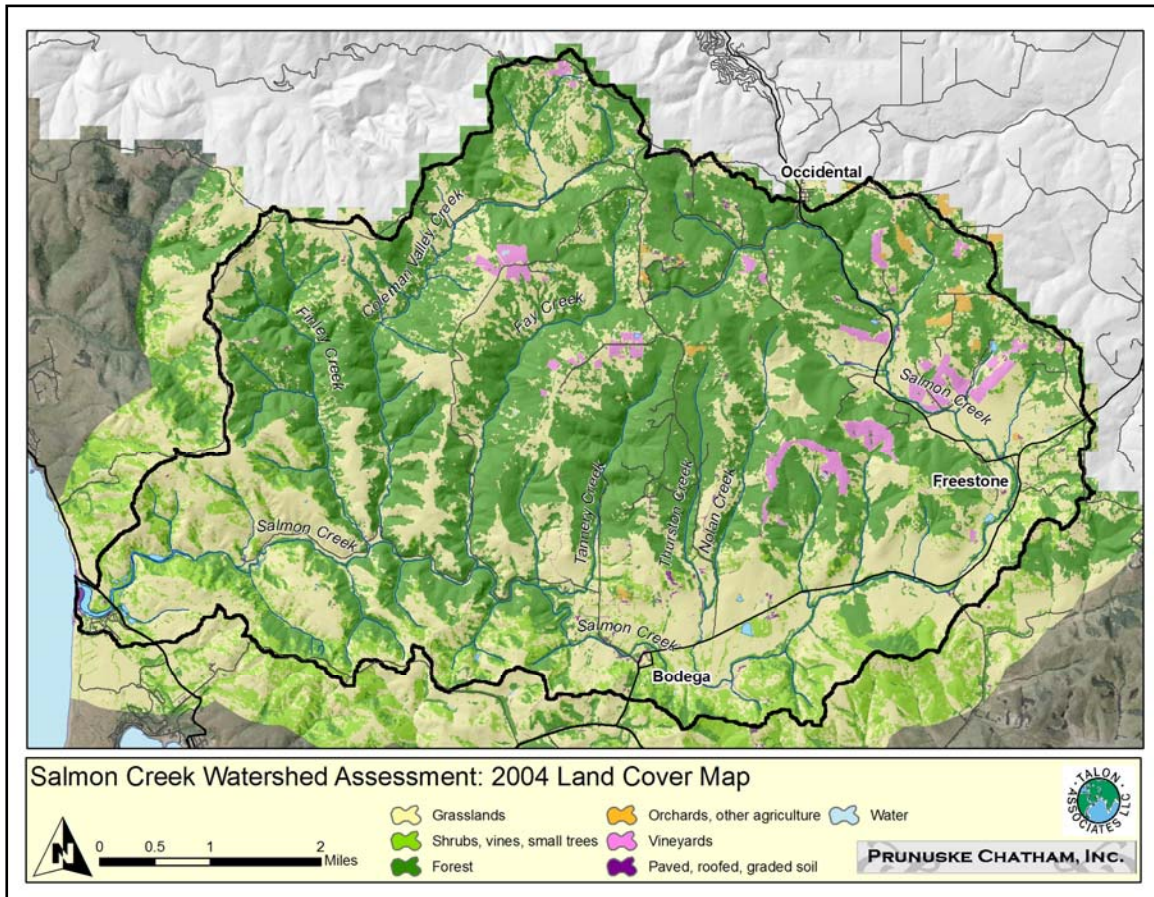 Occidental
Coleman Valley Creek
Fay Creek
Finley Creek
Salmon Creek
Freestone
Tannery Creek
Thurston Creek
Nolan Creek
Salmon Creek
Salmon Creek
Bodega
Salmon Creek Watershed Assessment: 2004 Land Cover Map
N
0 0.5 1 2
Miles
Grasslands
Shrubs, vines, small trees
Forest
Orchards, other agriculture
Vineyards
Paved, roofed, graded soil
Water
TALON
ASSOCIATES LLC
PRUNUSKE CHATHAM, INC.